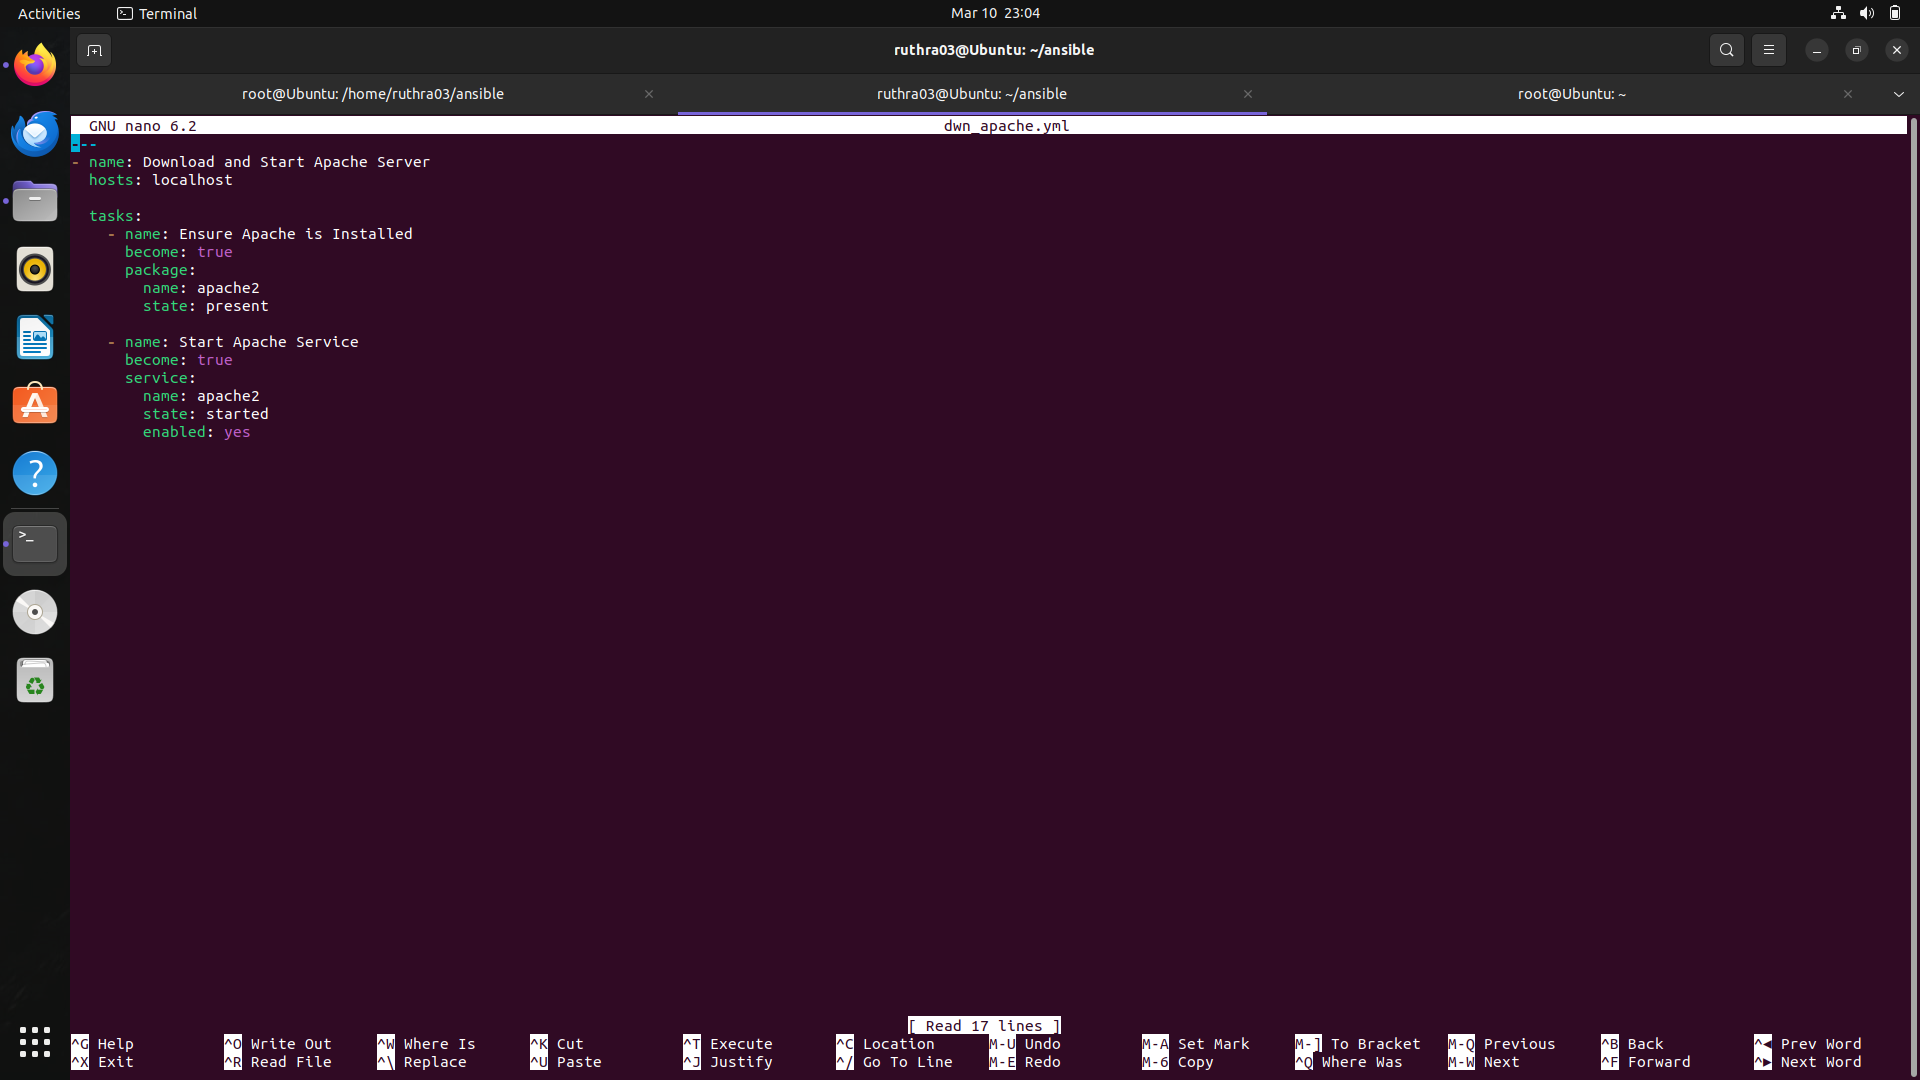 Activities Terminal Mar 10 23:04
ruthra03@Ubuntu: ~/ansible
root@Ubuntu: /home/ruthra03/ansible ruthra03@Ubuntu: ~/ansible root@Ubuntu: ~
GNU nano 6.2 dwn_apache.yml
---
- name: Download and Start Apache Server
  hosts: localhost

  tasks:
    - name: Ensure Apache is Installed
      become: true
      package:
        name: apache2
        state: present

    - name: Start Apache Service
      become: true
      service:
        name: apache2
        state: started
        enabled: yes
[ Read 17 lines ]
^G Help ^O Write Out ^W Where Is ^K Cut ^T Execute ^C Location M-U Undo M-A Set Mark M-] To Bracket M-Q Previous ^B Back ^◀ Prev Word
^X Exit ^R Read File ^\ Replace ^U Paste ^J Justify ^/ Go To Line M-E Redo M-6 Copy ^Q Where Was M-W Next ^F Forward ^▶ Next Word